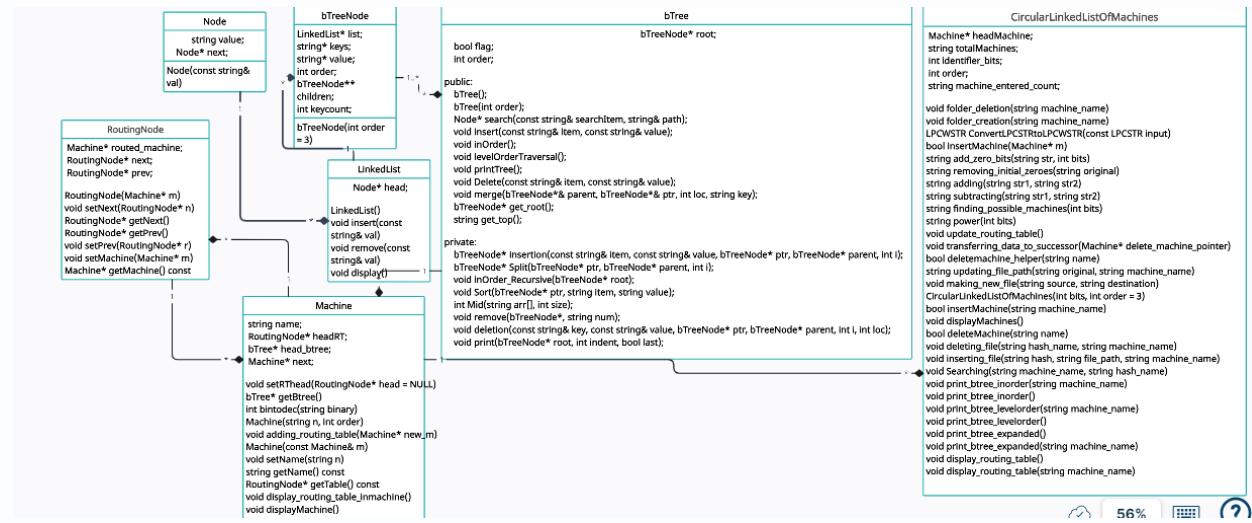 Node
string value;
Node* next;
Node(const string&
val)
bTreeNode
LinkedList* list;
string* keys;
string* value;
int order;
bTreeNode**
children;
int keycount;
bTreeNode(int order
= 3)
bTree
bTreeNode* root;
bool flag;
int order;
public:
bTree();
bTree(int order);
Node* search(const string& searchItem, string& path);
void insert(const string& item, const string& value);
void inOrder();
void levelOrderTraversal();
void printTree();
void Delete(const string& item, const string& value);
void merge(bTreeNode*& parent, bTreeNode*& ptr, int loc, string key);
bTreeNode* get_root();
string get_top();
private:
bTreeNode* insertion(const string& item, const string& value, bTreeNode* ptr, bTreeNode* parent, int i);
bTreeNode* Split(bTreeNode* ptr, bTreeNode* parent, int i);
void inOrder_Recursive(bTreeNode* root);
void Sort(bTreeNode* ptr, string item, string value);
int Mid(string arr[], int size);
void remove(bTreeNode*, string num);
void deletion(const string& key, const string& value, bTreeNode* ptr, bTreeNode* parent, int i, int loc);
void print(bTreeNode* root, int indent, bool last);
CircularLinkedListOfMachines
Machine* headMachine;
string totalMachines;
int identifier_bits;
int order;
string machine_entered_count;
void folder_deletion(string machine_name)
void folder_creation(string machine_name)
LPCWSTR ConvertLPCSTRtoLPCWSTR(const LPCSTR input)
bool insertMachine(Machine* m)
string add_zero_bits(string str, int bits)
string removing_initial_zeroes(string original)
string adding(string str1, string str2)
string subtracting(string str1, string str2)
string finding_possible_machines(int bits)
string power(int bits)
void update_routing_table()
void transferring_data_to_successor(Machine* delete_machine_pointer)
bool deletemachine_helper(string name)
string updating_file_path(string original, string machine_name)
void making_new_file(string source, string destination)
CircularLinkedListOfMachines(int bits, int order = 3)
bool insertMachine(string machine_name)
void displayMachines()
bool deleteMachine(string name)
void deleting_file(string hash_name, string machine_name)
void inserting_file(string hash, string file_path, string machine_name)
void Searching(string machine_name, string hash_name)
void print_btree_inorder(string machine_name)
void print_btree_inorder()
void print_btree_levelorder(string machine_name)
void print_btree_levelorder()
void print_btree_expanded()
void print_btree_expanded(string machine_name)
void display_routing_table()
void display_routing_table(string machine_name)
RoutingNode
Machine* routed_machine;
RoutingNode* next;
RoutingNode* prev;
RoutingNode(Machine* m)
void setNext(RoutingNode* n)
RoutingNode* getNext()
RoutingNode* getPrev()
void setPrev(RoutingNode* r)
void setMachine(Machine* m)
Machine* getMachine() const
LinkedList
Node* head;
LinkedList()
void insert(const
string& val)
void remove(const
string& val)
void display()
Machine
string name;
RoutingNode* headRT;
bTree* head_btree;
Machine* next;
void setRThead(RoutingNode* head = NULL)
bTree* getBtree()
int bintodec(string binary)
Machine(string n, int order)
void adding_routing_table(Machine* new_m)
Machine(const Machine& m)
void setName(string n)
string getName() const
RoutingNode* getTable() const
void display_routing_table_inmachine()
void displayMachine()
56%
?